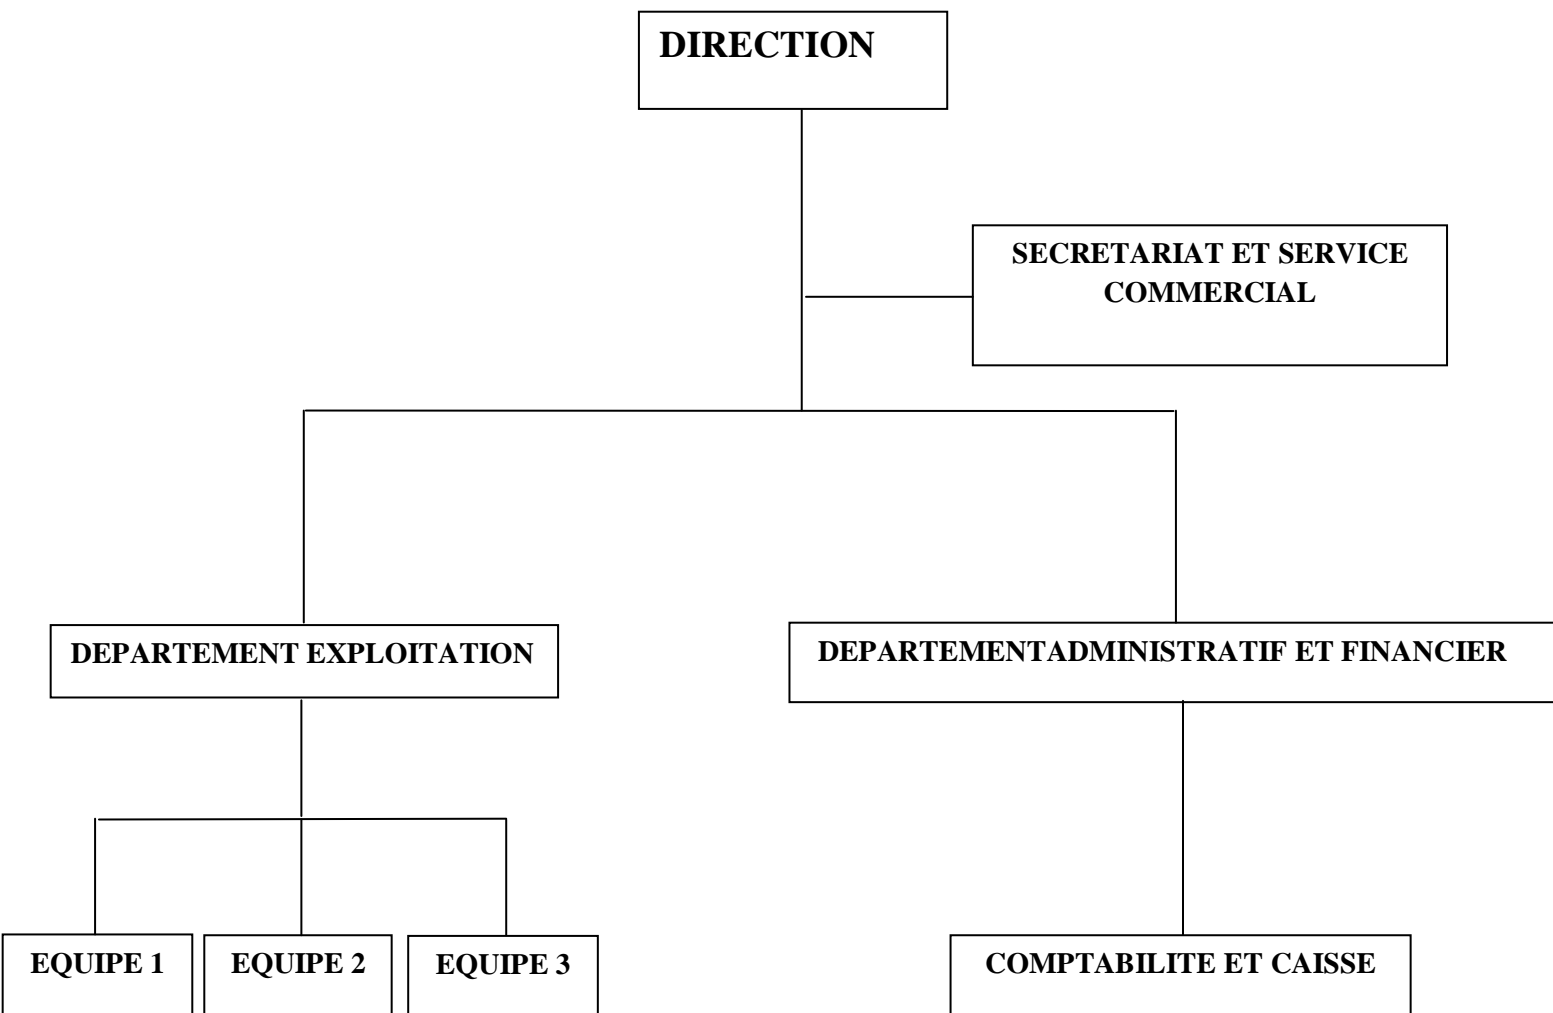 DIRECTION
SECRETARIAT ET SERVICE
COMMERCIAL
DEPARTEMENT EXPLOITATION
DEPARTEMENTADMINISTRATIF ET FINANCIER
EQUIPE 1
EQUIPE 2
EQUIPE 3
COMPTABILITE ET CAISSE